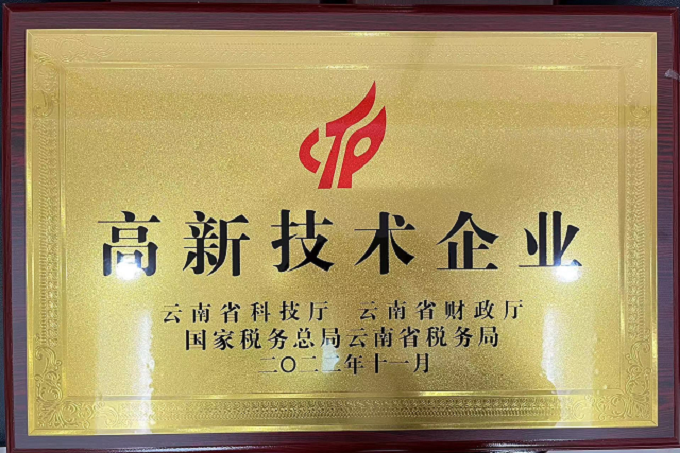 高新技术企业
云南省科技厅 云南省财政厅
国家税务总局云南省税务局
二〇二二年十一月